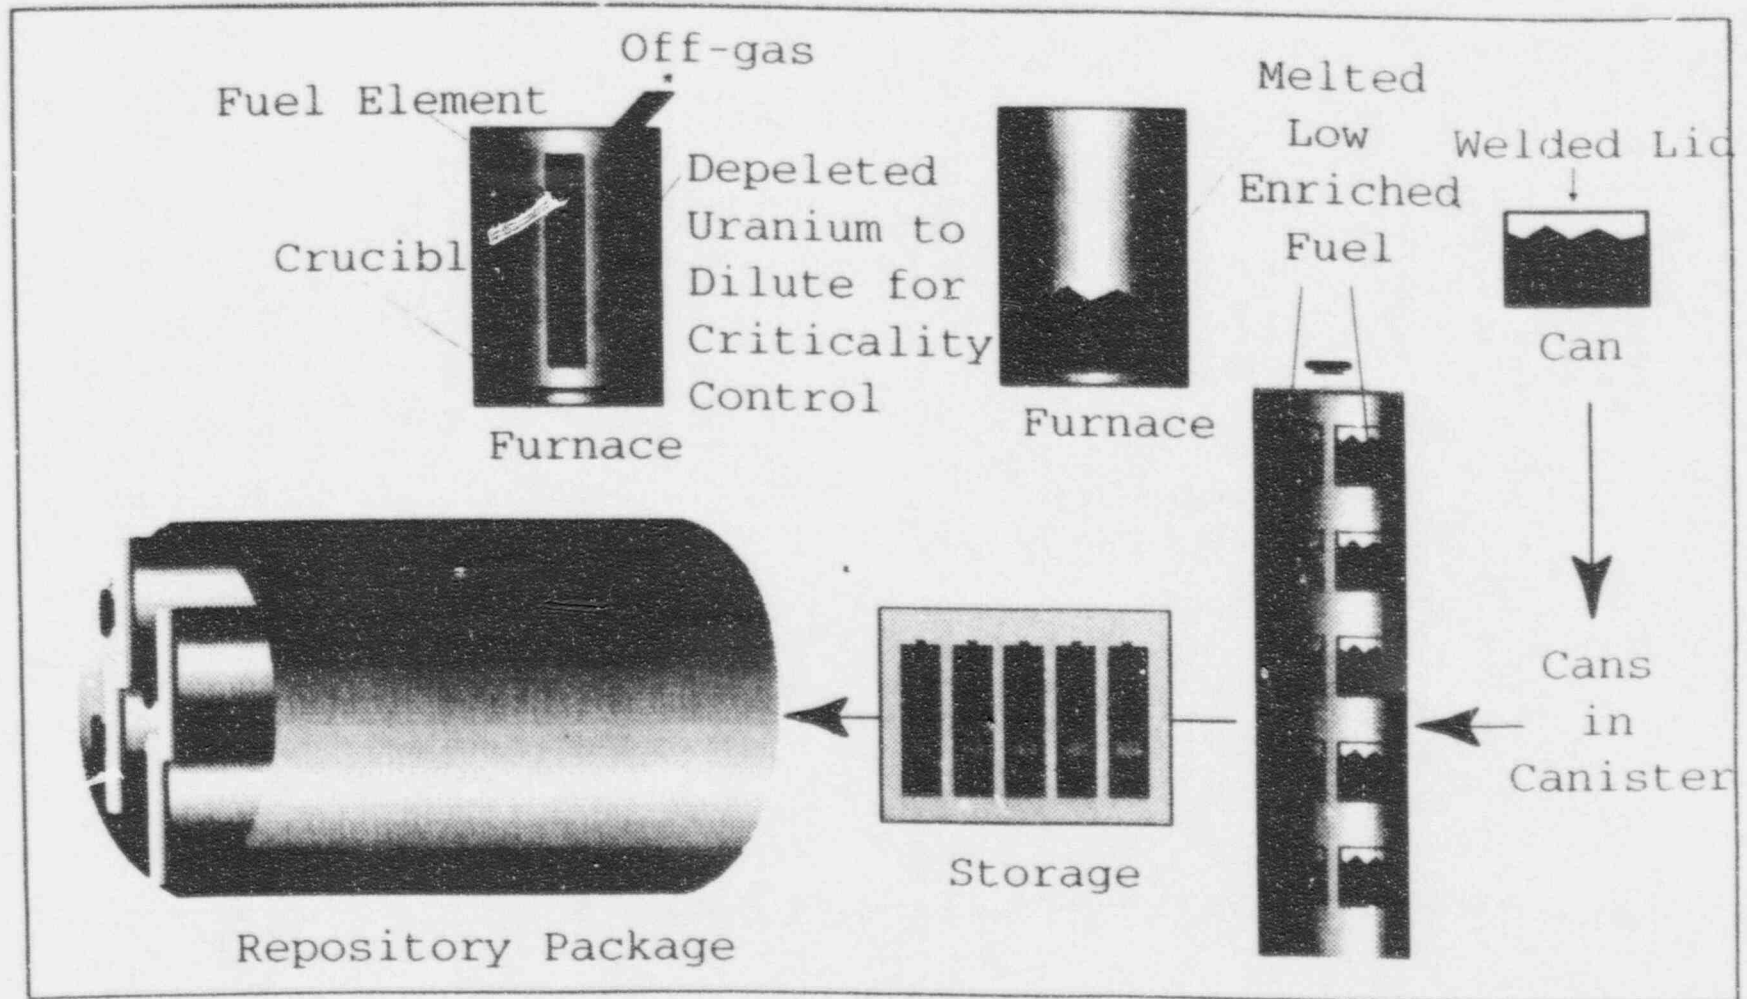 Off-gas
Fuel Element
Crucibl
Depeleted
Uranium to
Dilute for
Criticality
Control
Furnace
Furnace
Melted
Low
Enriched
Fuel
Welded Lid
Can
Cans
in
Canister
Storage
Repository Package